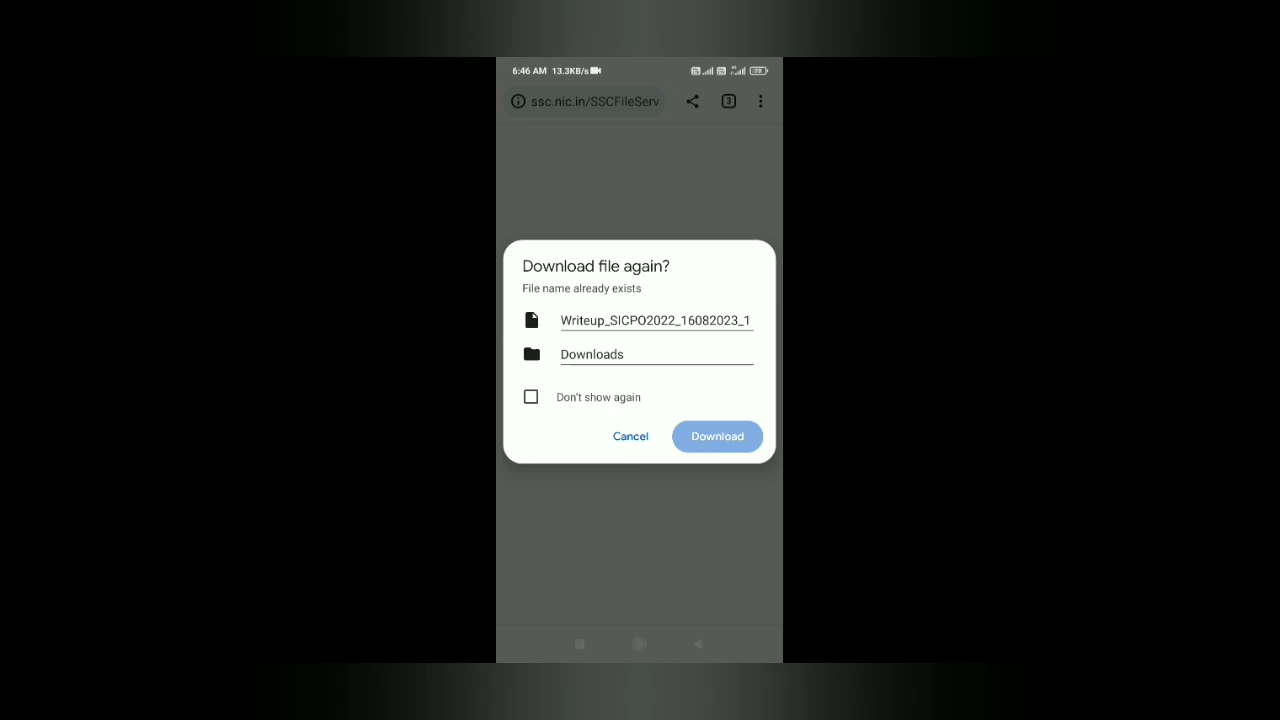 6:46 AM 13.3KB/s
ssc.nic.in/SSCFileServ
3
Download file again?
File name already exists
Writeup_SICPO2022_16082023_1
Downloads
Don't show again
Cancel
Download